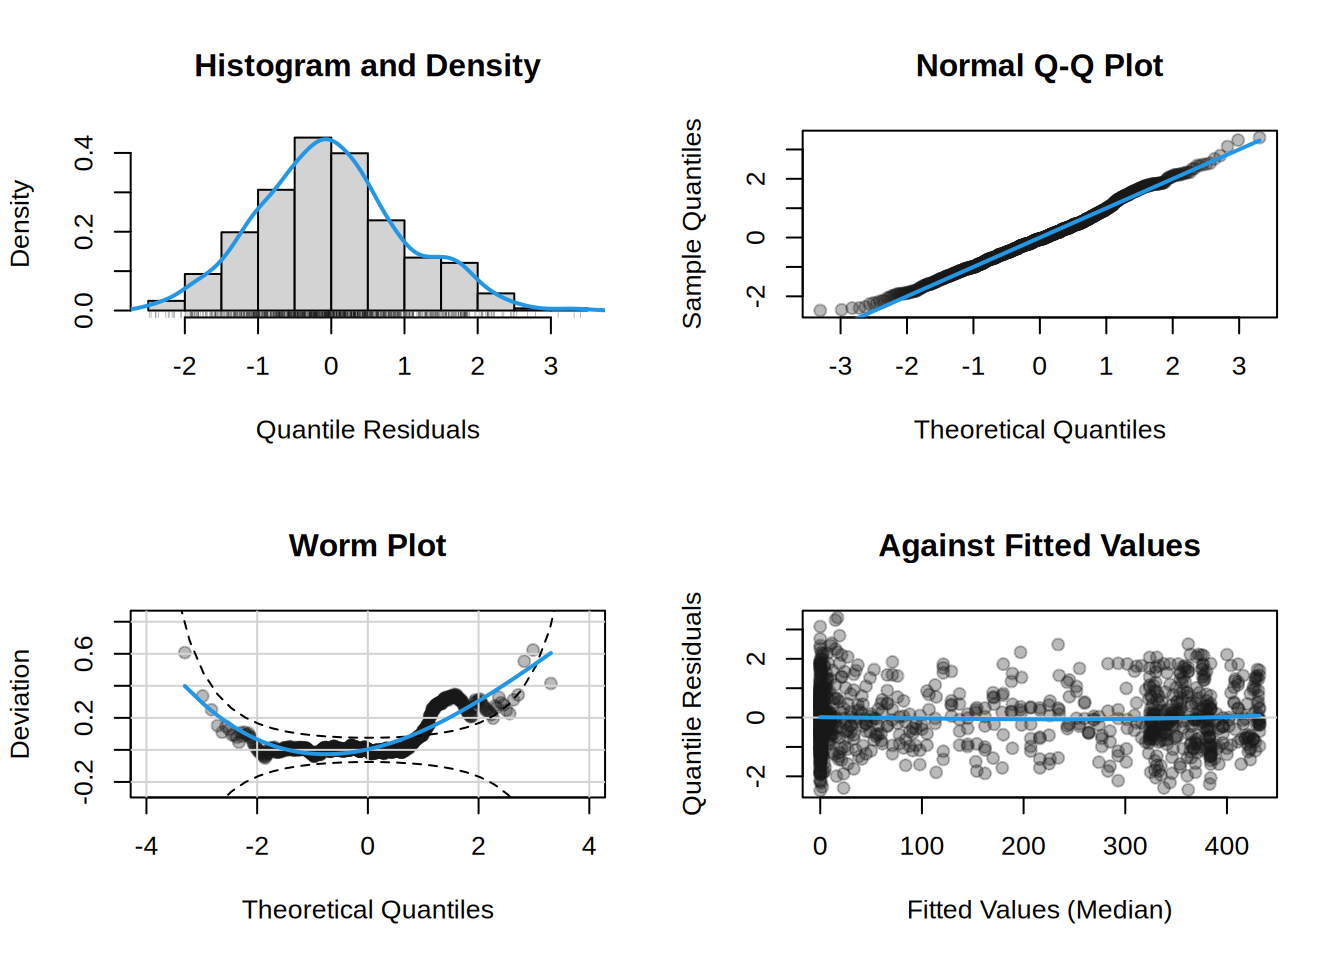 Histogram and Density
Density
0.0 0.2 0.4
-2 -1 0 1 2 3
Quantile Residuals
Normal Q-Q Plot
Sample Quantiles
-2 0 2
-3 -2 -1 0 1 2 3
Theoretical Quantiles
Worm Plot
Deviation
-0.2 0.2 0.6
-4 -2 0 2 4
Theoretical Quantiles
Against Fitted Values
Quantile Residuals
-2 0 2
0 100 200 300 400
Fitted Values (Median)